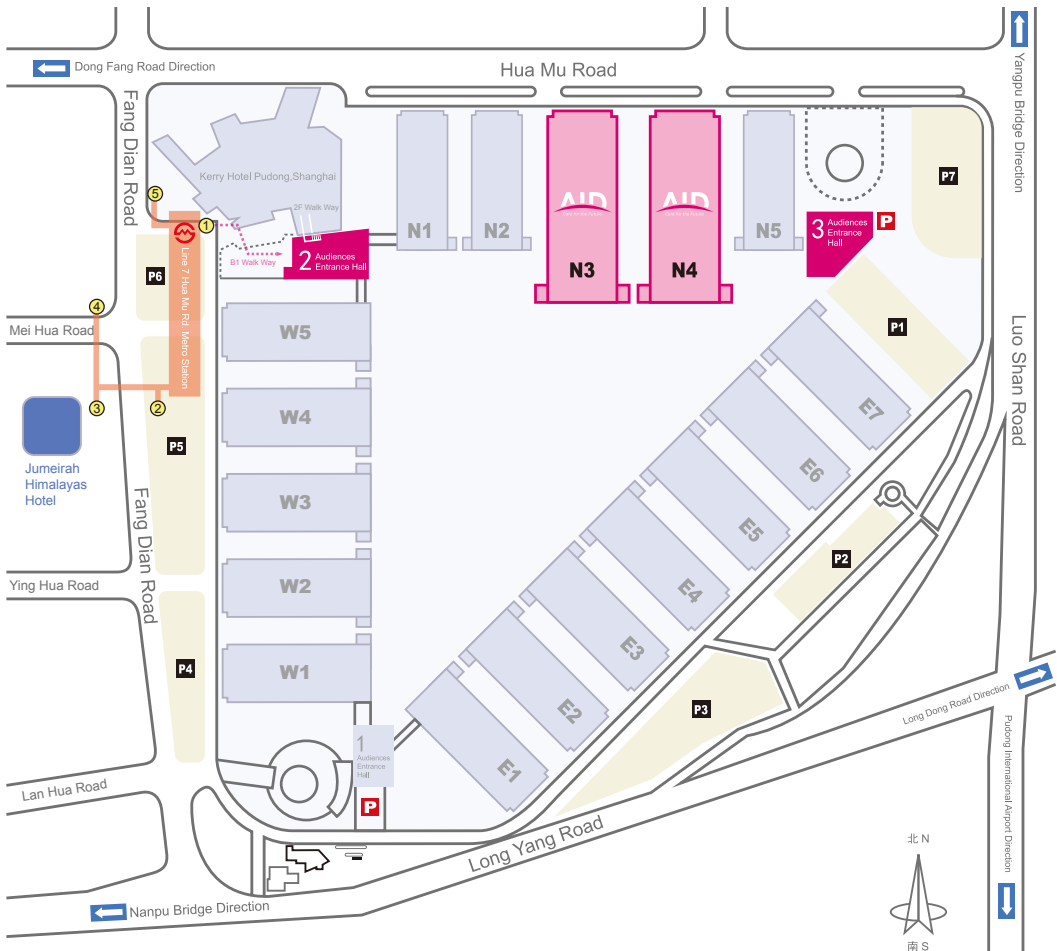 Dong Fang Road Direction
Hua Mu Road
Yangpu Bridge Direction
Fang Dian Road
Kerry Hotel Pudong,Shanghai
P7
5
1
2F Walk Way
N1
N2
AID
N3
AID
N4
N5
3 Audiences
Entrance
Hall
P
B1 Walk Way
2 Audiences
Entrance Hall
Line 7 Hua Mu Rd. Metro Station
P6
4
Mei Hua Road
W5
P1
Luo Shan Road
3
2
W4
E7
Jumeirah
Himalayas
Hotel
P5
E6
W3
E5
Fang Dian Road
P2
Ying Hua Road
W2
E4
E3
P4
W1
E2
P3
Long Dong Road Direction
1
Audiences
Entrance
Hall
E1
P
Lan Hua Road
Long Yang Road
Pudong International Airport Direction
北 N
Nanpu Bridge Direction
南 S